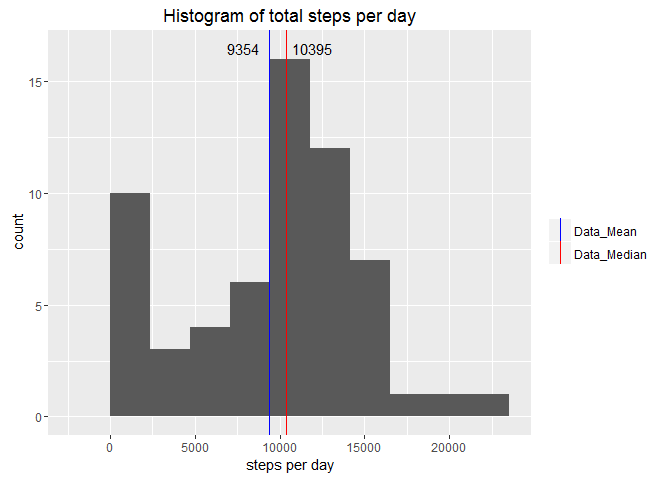 Histogram of total steps per day
9354
10395
15
10
5
0
count
0
5000
10000
15000
20000
steps per day
Data_Mean
Data_Median